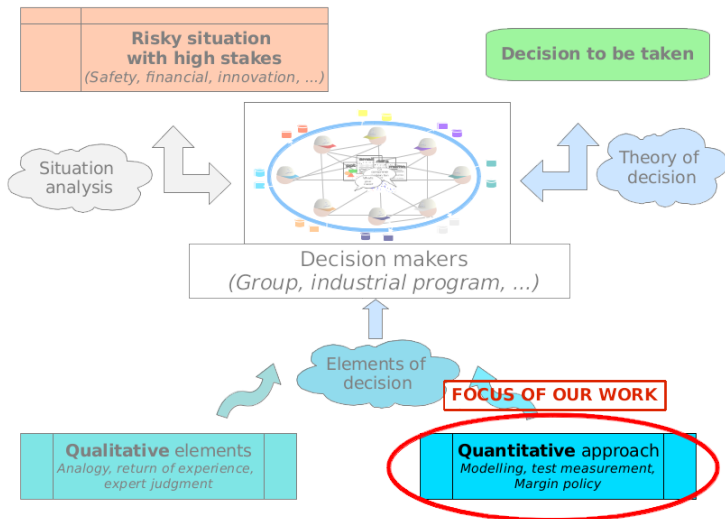 Risky situation
with high stakes
(Safety, financial, innovation, ...)
Decision to be taken
Situation
analysis
Theory of
decision
Decision makers
(Group, industrial program, ...)
Elements of
decision
FOCUS OF OUR WORK
Qualitative elements
Analogy, return of experience,
expert judgment
Quantitative approach
Modelling, test measurement,
Margin policy